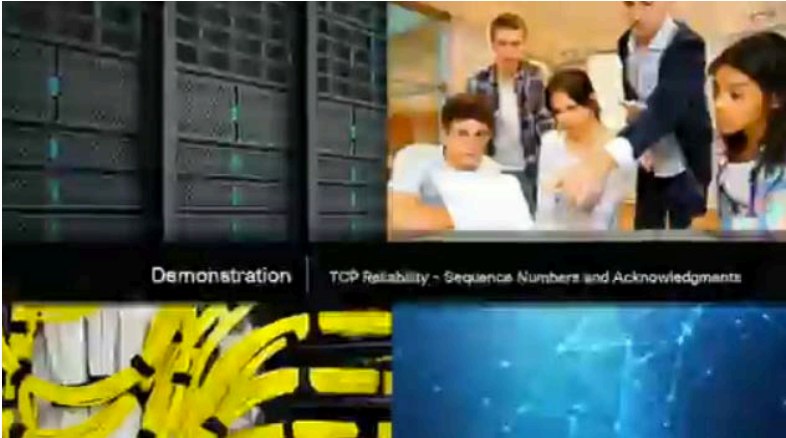 Demonstration
TCP Reliability - Sequence Numbers and Acknowledgments